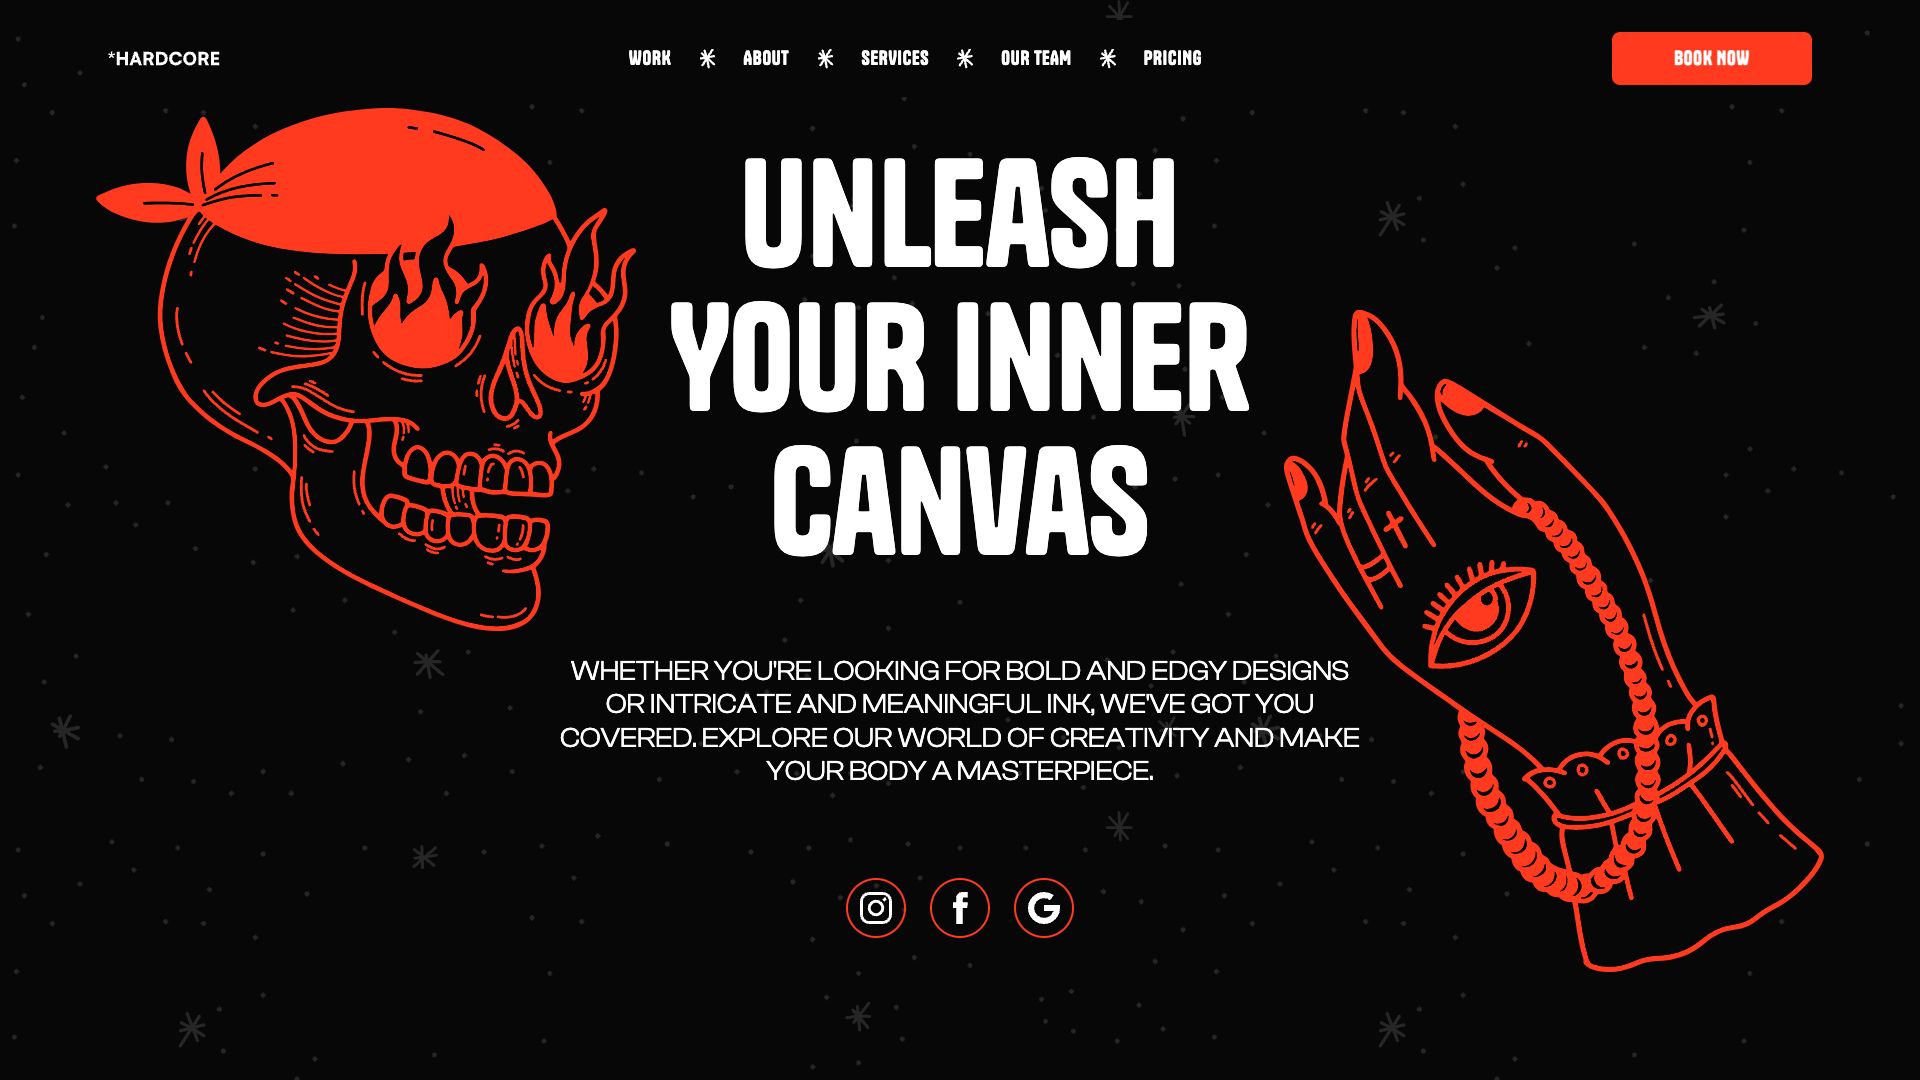 *HARDCORE
WORK
ABOUT
SERVICES
OUR TEAM
PRICING
BOOK NOW
UNLEASH
YOUR INNER
CANVAS
WHETHER YOU'RE LOOKING FOR BOLD AND EDGY DESIGNS
OR INTRICATE AND MEANINGFUL INK, WE'VE GOT YOU
COVERED. EXPLORE OUR WORLD OF CREATIVITY AND MAKE
YOUR BODY A MASTERPIECE.